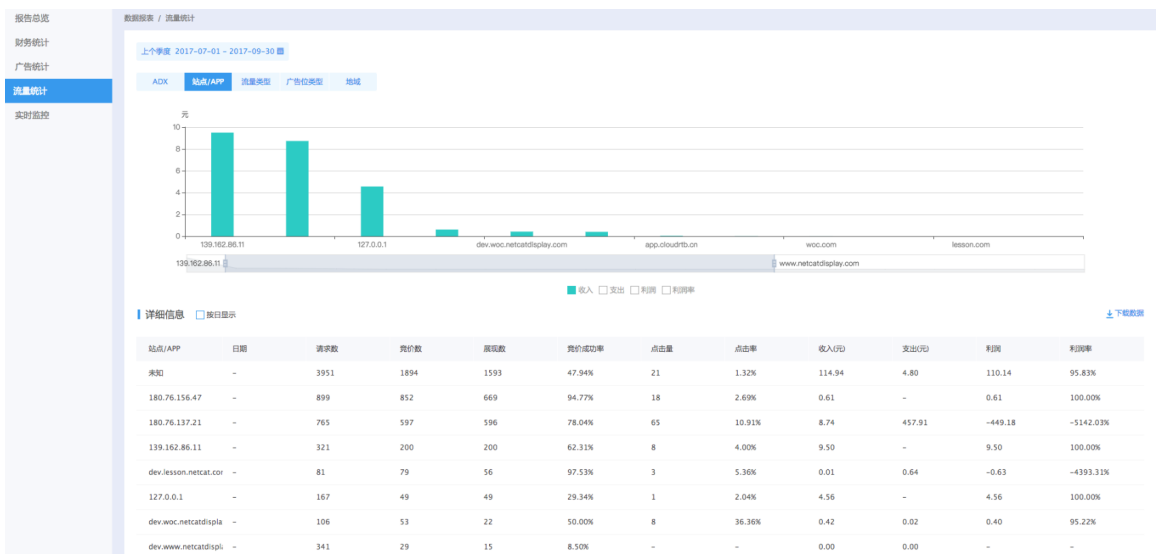 报告总览
财务统计
广告统计
流量统计
实时监控
数据报表 / 流量统计
上个季度 2017-07-01 - 2017-09-30
ADX 站点/APP 流量类型 广告位类型 地域
元
10
8
6
4
2
0
139.162.86.11 127.0.0.1 dev.woc.netcatdisplay.com app.cloudrtb.cn woc.com lesson.com
139.162.86.11 www.netcatdisplay.com
收入 支出 利润 利润率
详细信息 按日显示 下载数据
站点/APP 日期 请求数 竞价数 展现数 竞价成功率 点击量 点击率 收入(元) 支出(元) 利润 利润率
未知 - 3951 1894 1593 47.94% 21 1.32% 114.94 4.80 110.14 95.83%
180.76.156.47 - 899 852 669 94.77% 18 2.69% 0.61 - 0.61 100.00%
180.76.137.21 - 765 597 596 78.04% 65 10.91% 8.74 457.91 -449.18 -5142.03%
139.162.86.11 - 321 200 200 62.31% 8 4.00% 9.50 - 9.50 100.00%
dev.lesson.netcat.cor - 81 79 56 97.53% 3 5.36% 0.01 0.64 -0.63 -4393.31%
127.0.0.1 - 167 49 49 29.34% 1 2.04% 4.56 - 4.56 100.00%
dev.woc.netcatdispla - 106 53 22 50.00% 8 36.36% 0.42 0.02 0.40 95.22%
dev.www.netcatdispl - 341 29 15 8.50% - - 0.00 0.00 - -